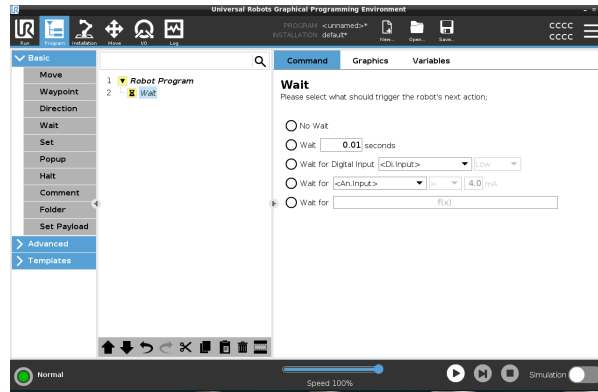 Universal Robots Graphical Programming Environment
UR
Run
Program
Installation
Move
I/O
Log
PROGRAM <unnamed>*
INSTALLATION default*
New...
Open...
Save...
CCCC
CCCC
Basic
Move
Waypoint
Direction
Wait
Set
Popup
Halt
Comment
Folder
Set Payload
Advanced
Templates
1 Robot Program
2 Wait
Command Graphics Variables
Wait
Please select what should trigger the robot's next action;
No Wait
Wait 0.01 seconds
Wait for Digital Input <Di.Input> Low
Wait for <An.Input> > 4.0 mA
Wait for f(x)
Normal
Speed 100%
Simulation